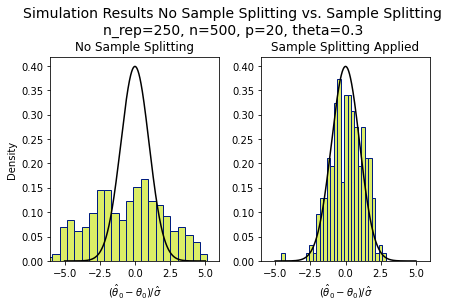 Simulation Results No Sample Splitting vs. Sample Splitting
n_rep=250, n=500, p=20, theta=0.3
No Sample Splitting
Sample Splitting Applied
Density
0.40
0.35
0.30
0.25
0.20
0.15
0.10
0.05
0.00
−5.0 −2.5 0.0 2.5 5.0
(θ̂₀ − θ₀)/σ̂
0.40
0.35
0.30
0.25
0.20
0.15
0.10
0.05
0.00
−5.0 −2.5 0.0 2.5 5.0
(θ̂₀ − θ₀)/σ̂